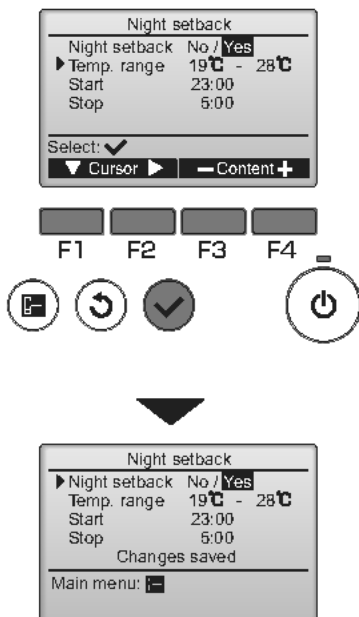 Night setback
Night setback No / Yes
Temp. range 19℃ - 28℃
Start 23:00
Stop 5:00
Select:
Cursor Content
F1 F2 F3 F4
Night setback
Night setback No / Yes
Temp. range 19℃ - 28℃
Start 23:00
Stop 5:00
Changes saved
Main menu: